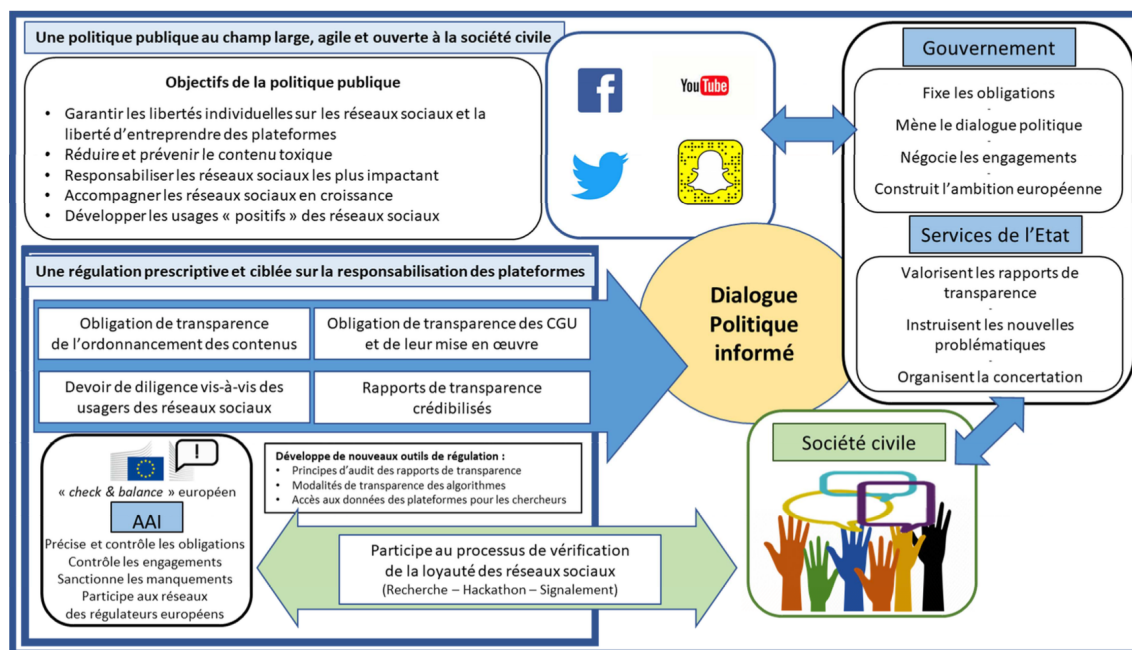 Une politique publique au champ large, agile et ouverte à la société civile
Objectifs de la politique publique
• Garantir les libertés individuelles sur les réseaux sociaux et la
liberté d'entreprendre des plateformes
• Réduire et prévenir le contenu toxique
• Responsabiliser les réseaux sociaux les plus impactant
• Accompagner les réseaux sociaux en croissance
• Développer les usages « positifs » des réseaux sociaux
f
YouTube
Gouvernement
Fixe les obligations
-
Mène le dialogue politique
-
Négocie les engagements
-
Construit l'ambition européenne
Services de l'Etat
Valorisent les rapports de
transparence
-
Instruisent les nouvelles
problématiques
-
Organisent la concertation
Dialogue
Politique
informé
Une régulation prescriptive et ciblée sur la responsabilisation des plateformes
Obligation de transparence
de l'ordonnancement des contenus
Obligation de transparence des CGU
et de leur mise en œuvre
Devoir de diligence vis-à-vis des
usagers des réseaux sociaux
Rapports de transparence
crédibilisés
!
« check & balance » européen
AAI
Précise et contrôle les obligations
Contrôle les engagements
Sanctionne les manquements
Participe aux réseaux
des régulateurs européens
Développe de nouveaux outils de régulation :
• Principes d'audit des rapports de transparence
• Modalités de transparence des algorithmes
• Accès aux données des plateformes pour les chercheurs
Participe au processus de vérification
de la loyauté des réseaux sociaux
(Recherche – Hackathon – Signalement)
Société civile